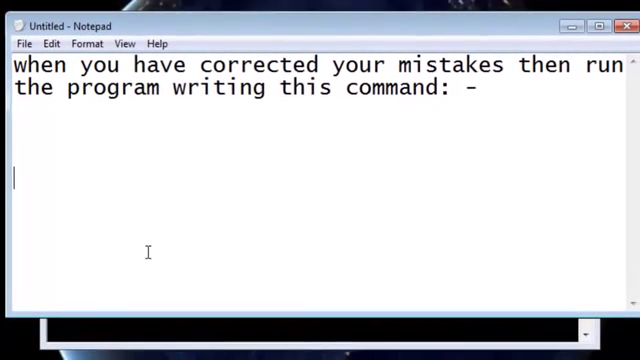 Untitled - Notepad
File Edit Format View Help
when you have corrected your mistakes then run
the program writing this command: -